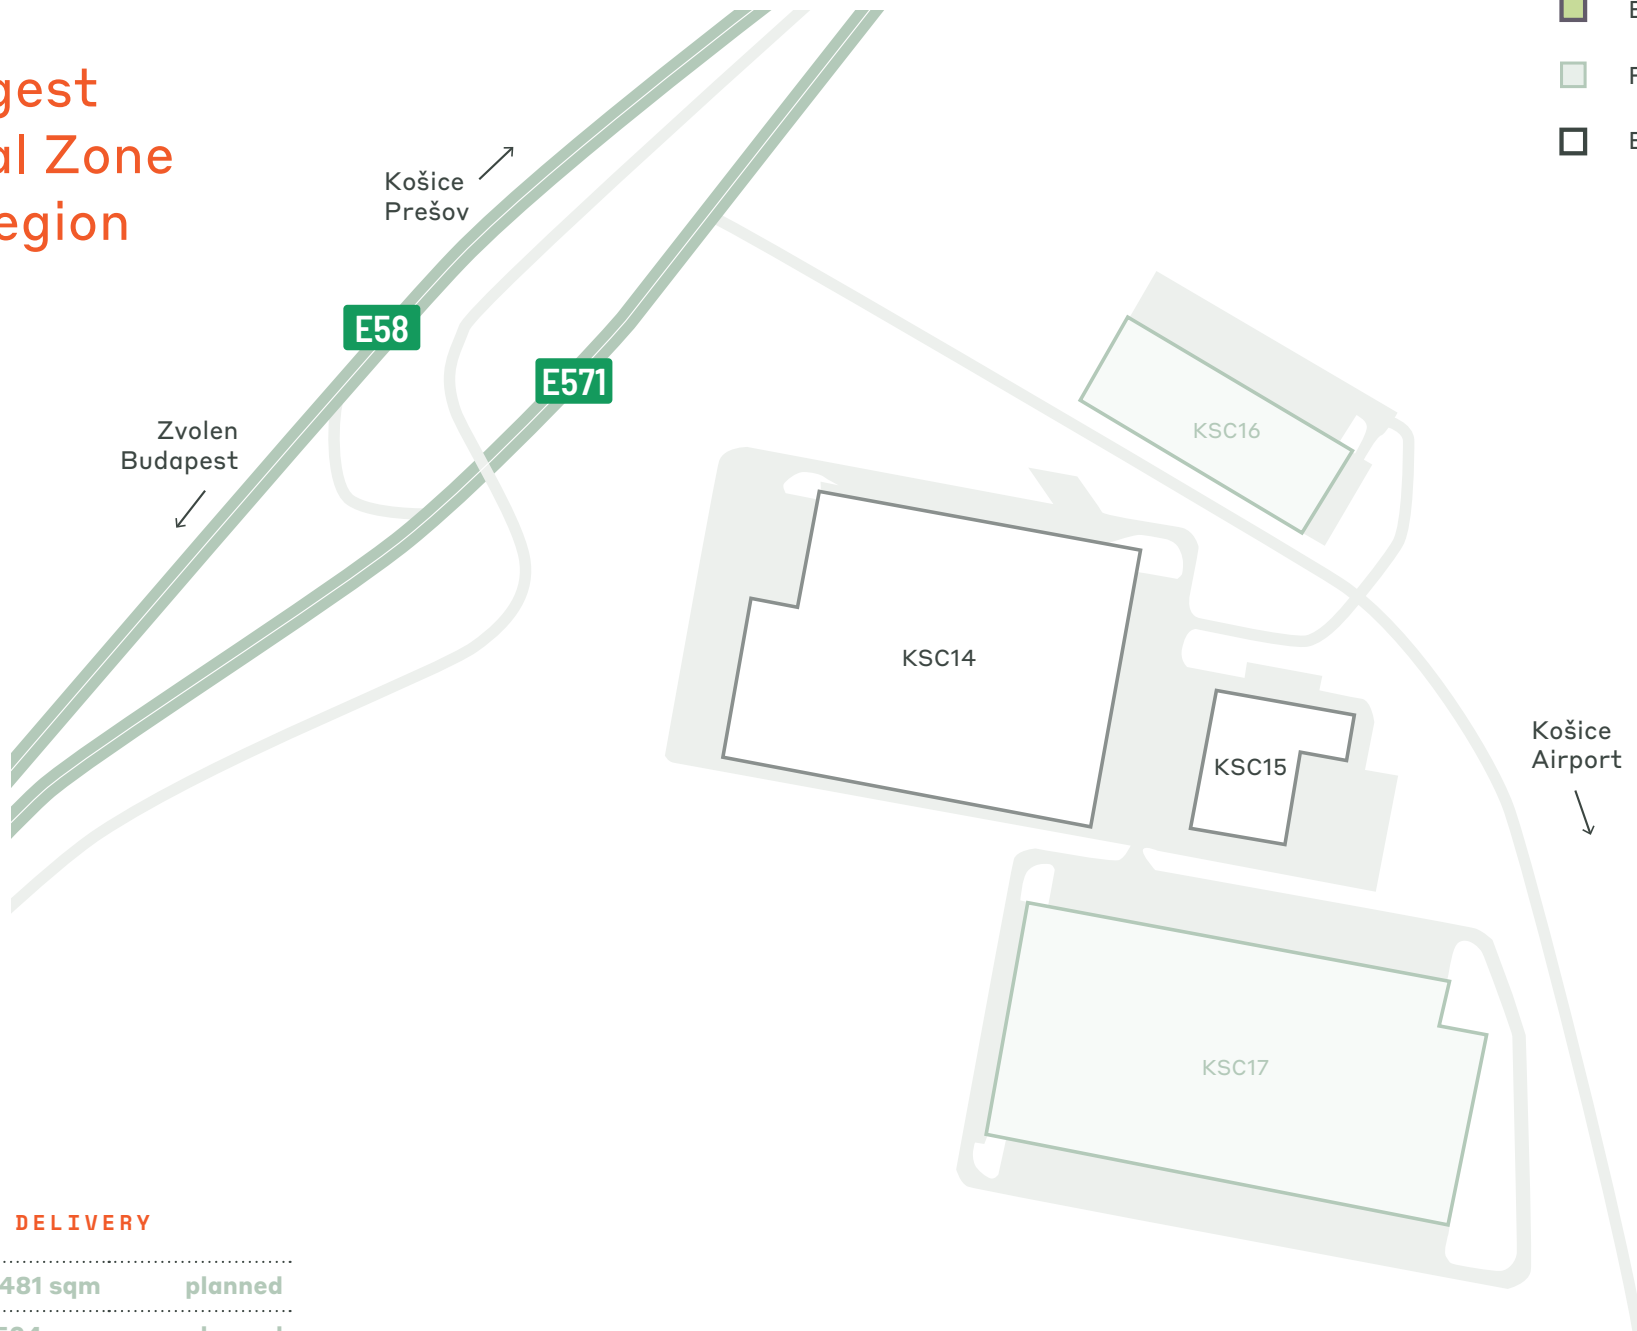 gest
al Zone
egion
Košice
Prešov
E58
E571
Zvolen
Budapest
KSC16
KSC14
KSC15
Košice
Airport
KSC17
DELIVERY
481 sqm planned